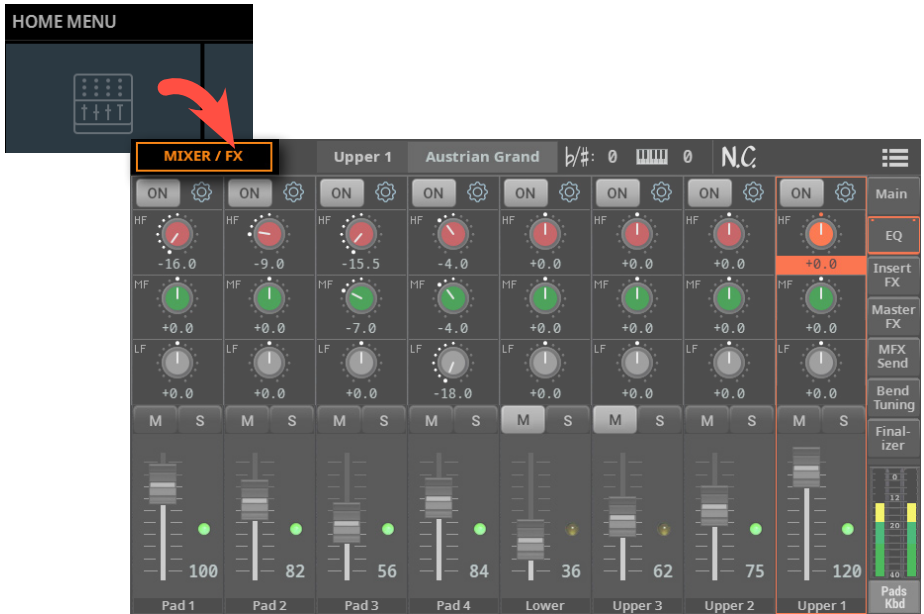 HOME MENU
MIXER / FX
Upper 1
Austrian Grand
b/#: 0
0
N.C.
ON ON ON ON ON ON ON ON
Main
HF HF HF HF HF HF HF HF
-16.0 -9.0 -15.5 -4.0 +0.0 +0.0 +0.0 +0.0
EQ
MF MF MF MF MF MF MF MF
+0.0 +0.0 -7.0 -4.0 +0.0 +0.0 +0.0 +0.0
Insert
FX
Master
FX
LF LF LF LF LF LF LF LF
+0.0 +0.0 +0.0 -18.0 +0.0 +0.0 +0.0 +0.0
MFX
Send
Bend
Tuning
M S M S M S M S M S M S M S M S
Final-
izer
0
12
20
40
100 82 56 84 36 62 75 120
Pad 1 Pad 2 Pad 3 Pad 4 Lower Upper 3 Upper 2 Upper 1
Pads
Kbd